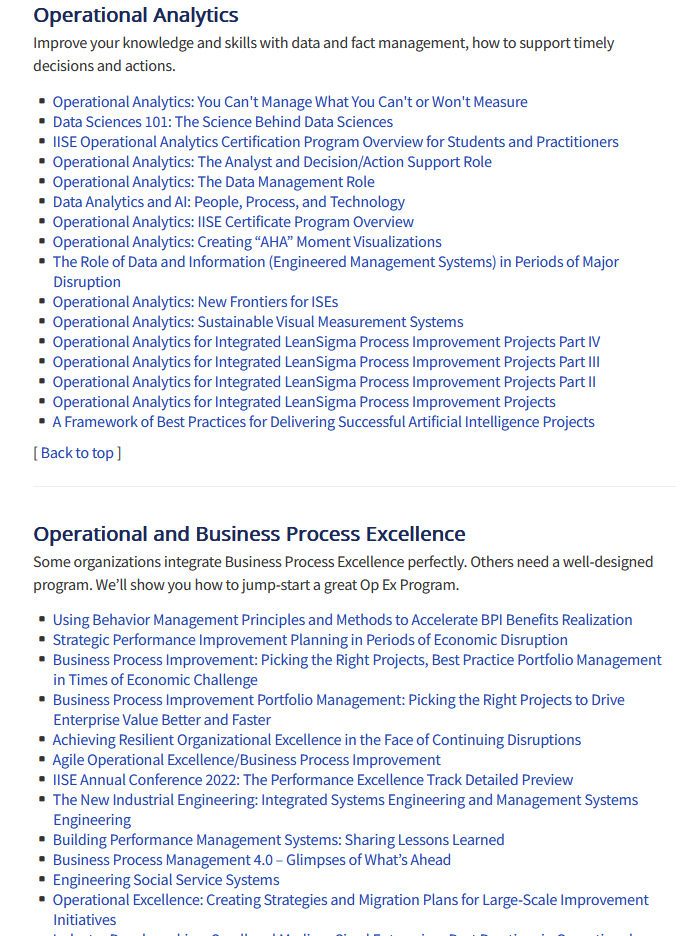 Operational Analytics
Improve your knowledge and skills with data and fact management, how to support timely
decisions and actions.
Operational Analytics: You Can't Manage What You Can't or Won't Measure
Data Sciences 101: The Science Behind Data Sciences
IISE Operational Analytics Certification Program Overview for Students and Practitioners
Operational Analytics: The Analyst and Decision/Action Support Role
Operational Analytics: The Data Management Role
Data Analytics and AI: People, Process, and Technology
Operational Analytics: IISE Certificate Program Overview
Operational Analytics: Creating “AHA” Moment Visualizations
The Role of Data and Information (Engineered Management Systems) in Periods of Major
Disruption
Operational Analytics: New Frontiers for ISEs
Operational Analytics: Sustainable Visual Measurement Systems
Operational Analytics for Integrated LeanSigma Process Improvement Projects Part IV
Operational Analytics for Integrated LeanSigma Process Improvement Projects Part III
Operational Analytics for Integrated LeanSigma Process Improvement Projects Part II
Operational Analytics for Integrated LeanSigma Process Improvement Projects
A Framework of Best Practices for Delivering Successful Artificial Intelligence Projects
[ Back to top ]
Operational and Business Process Excellence
Some organizations integrate Business Process Excellence perfectly. Others need a well-designed
program. We’ll show you how to jump-start a great Op Ex Program.
Using Behavior Management Principles and Methods to Accelerate BPI Benefits Realization
Strategic Performance Improvement Planning in Periods of Economic Disruption
Business Process Improvement: Picking the Right Projects, Best Practice Portfolio Management
in Times of Economic Challenge
Business Process Improvement Portfolio Management: Picking the Right Projects to Drive
Enterprise Value Better and Faster
Achieving Resilient Organizational Excellence in the Face of Continuing Disruptions
Agile Operational Excellence/Business Process Improvement
IISE Annual Conference 2022: The Performance Excellence Track Detailed Preview
The New Industrial Engineering: Integrated Systems Engineering and Management Systems
Engineering
Building Performance Management Systems: Sharing Lessons Learned
Business Process Management 4.0 – Glimpses of What’s Ahead
Engineering Social Service Systems
Operational Excellence: Creating Strategies and Migration Plans for Large-Scale Improvement
Initiatives